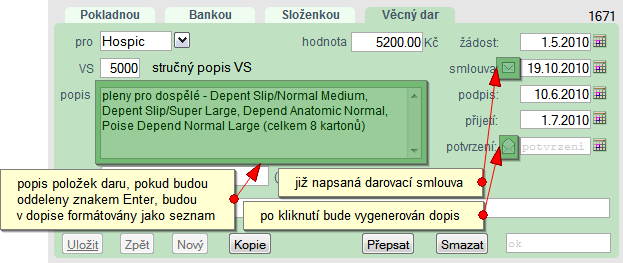 Pokladnou Bankou Složenkou Věcný dar 1671
pro Hospic hodnota 5200.00 Kč žádost: 1.5.2010
VS 5000 stručný popis VS smlouva: 19.10.2010
popis pleny pro dospělé - Depent Slip/Normal Medium,
Depent Slip/Super Large, Depend Anatomic Normal,
Poise Depend Normal Large (celkem 8 kartonů)
podpis: 10.6.2010
přijetí: 1.7.2010
potvrzení: potvrzení
popis položek daru, pokud budou
oddeleny znakem Enter, budou
v dopise formátovány jako seznam
(
již napsaná darovací smlouva
po kliknutí bude vygenerován dopis
Uložit Zpět Nový Kopie Přepsat Smazat ok